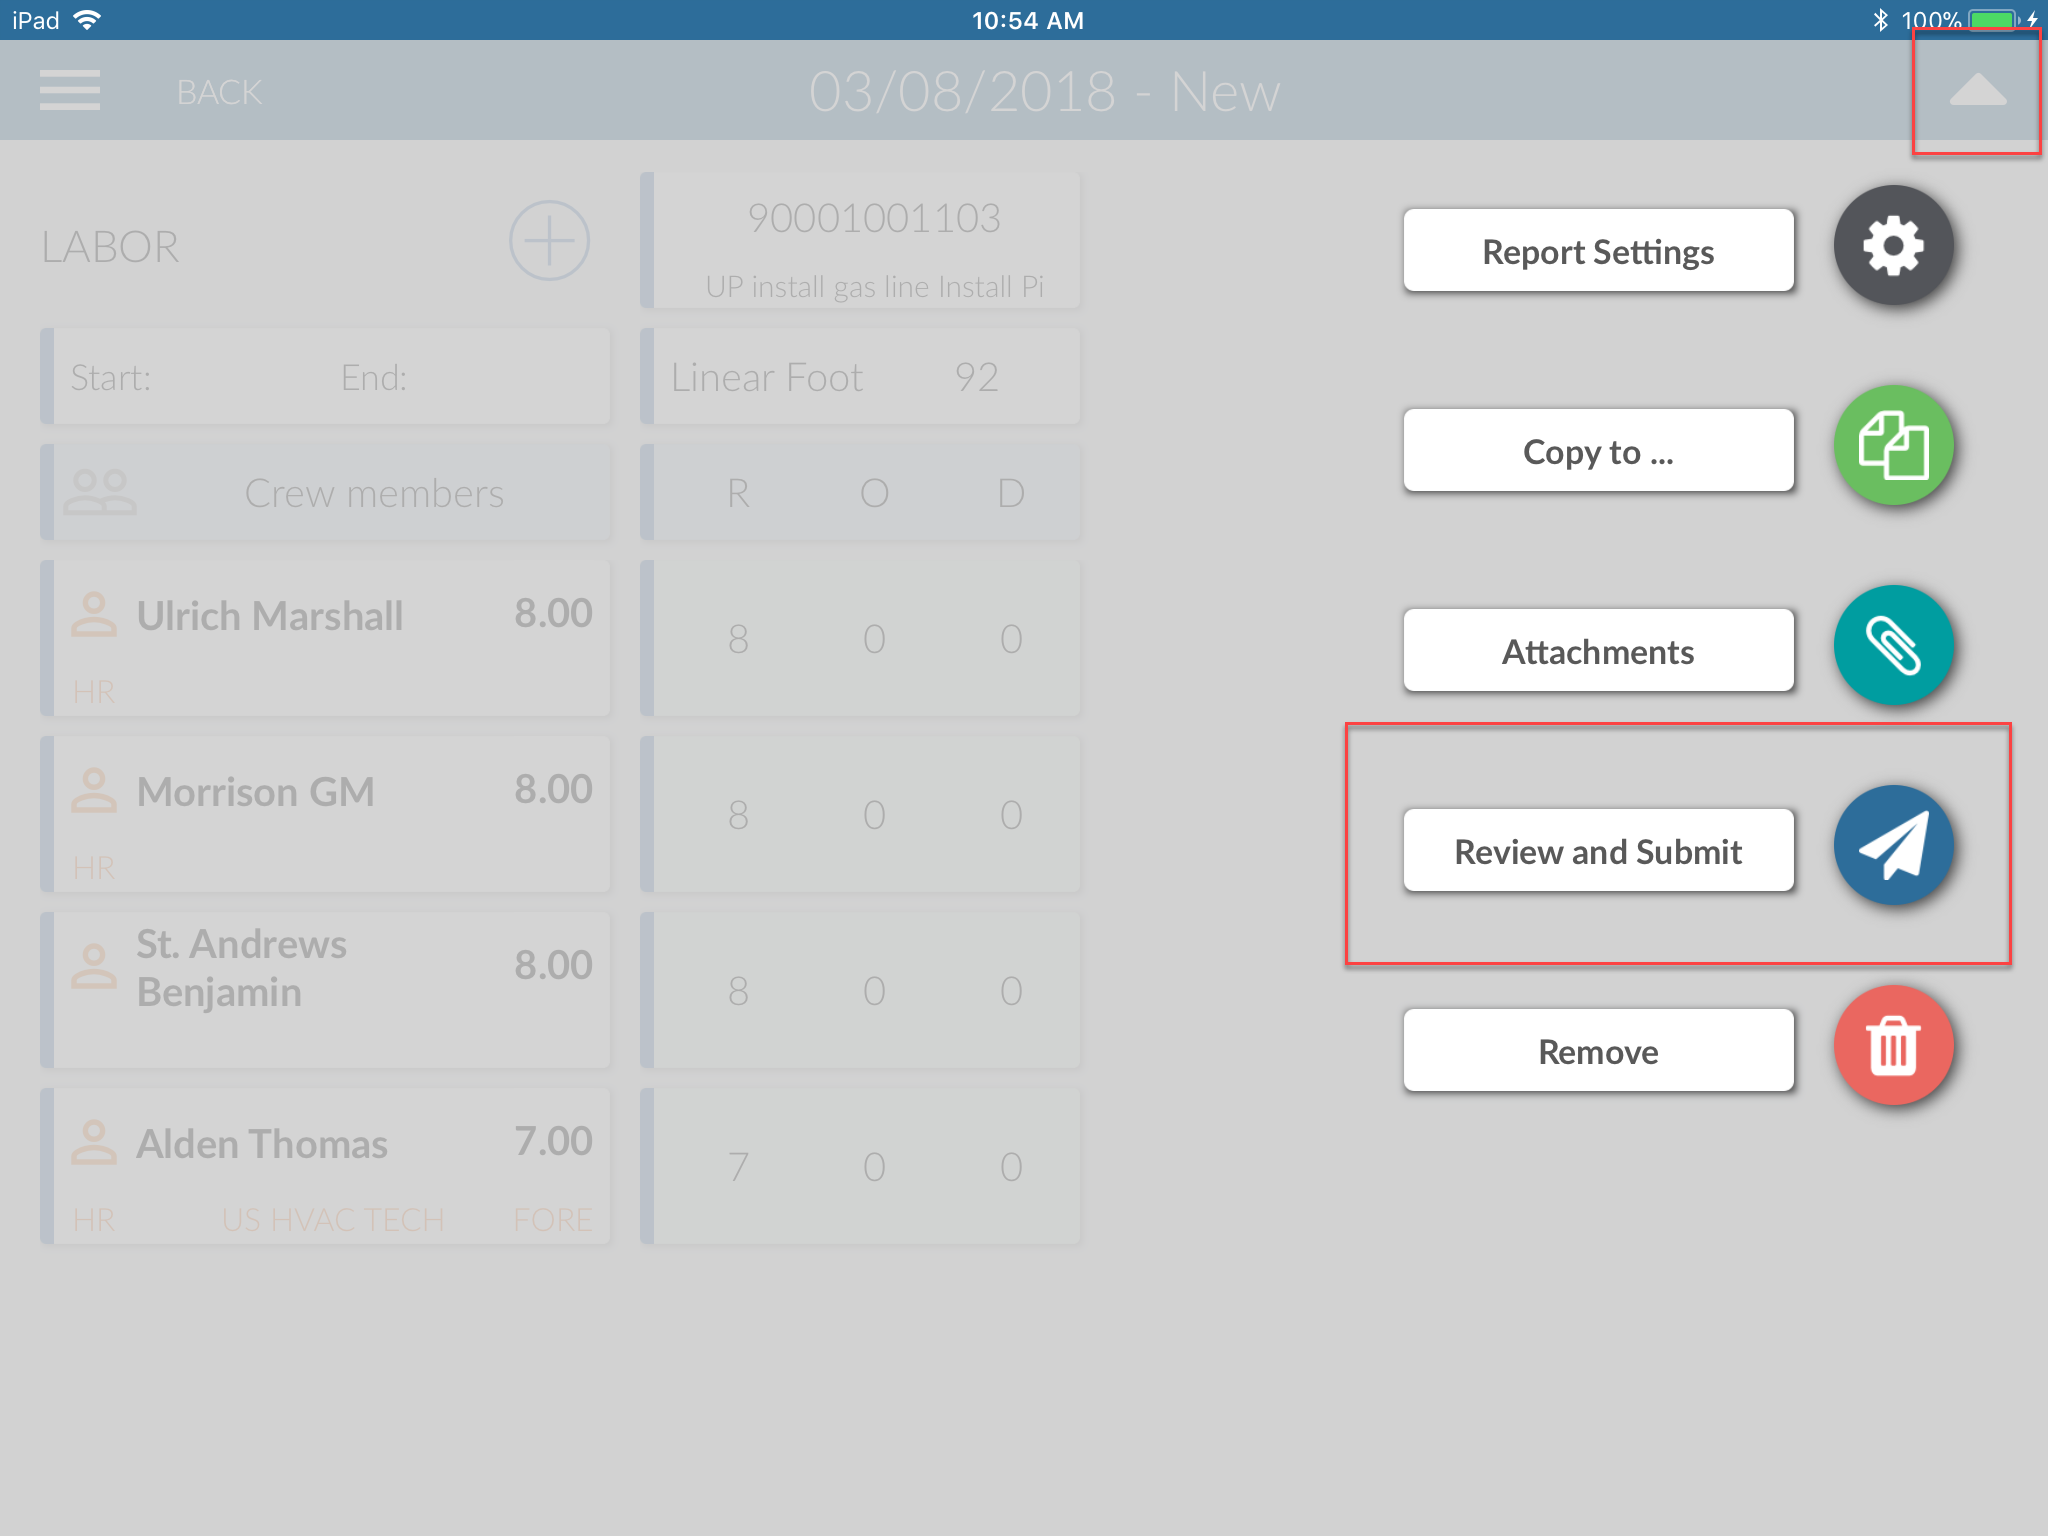 iPad 10:54 AM 100%
BACK 03/08/2018 - New
LABOR
90001001103
UP install gas line Install Pi
Start: End:
Linear Foot 92
Crew members
R O D
Ulrich Marshall 8.00
HR
8 0 0
Morrison GM 8.00
HR
8 0 0
St. Andrews
Benjamin
8.00
8 0 0
Alden Thomas 7.00
HR US HVAC TECH FORE
7 0 0
Report Settings
Copy to ...
Attachments
Review and Submit
Remove